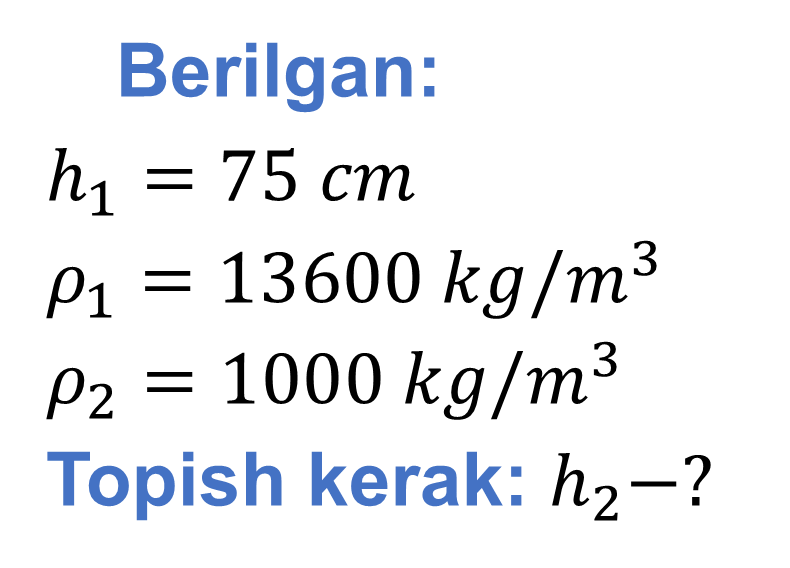 Berilgan:
h₁ = 75 cm
ρ₁ = 13600 kg/m³
ρ₂ = 1000 kg/m³
Topish kerak: h₂−?